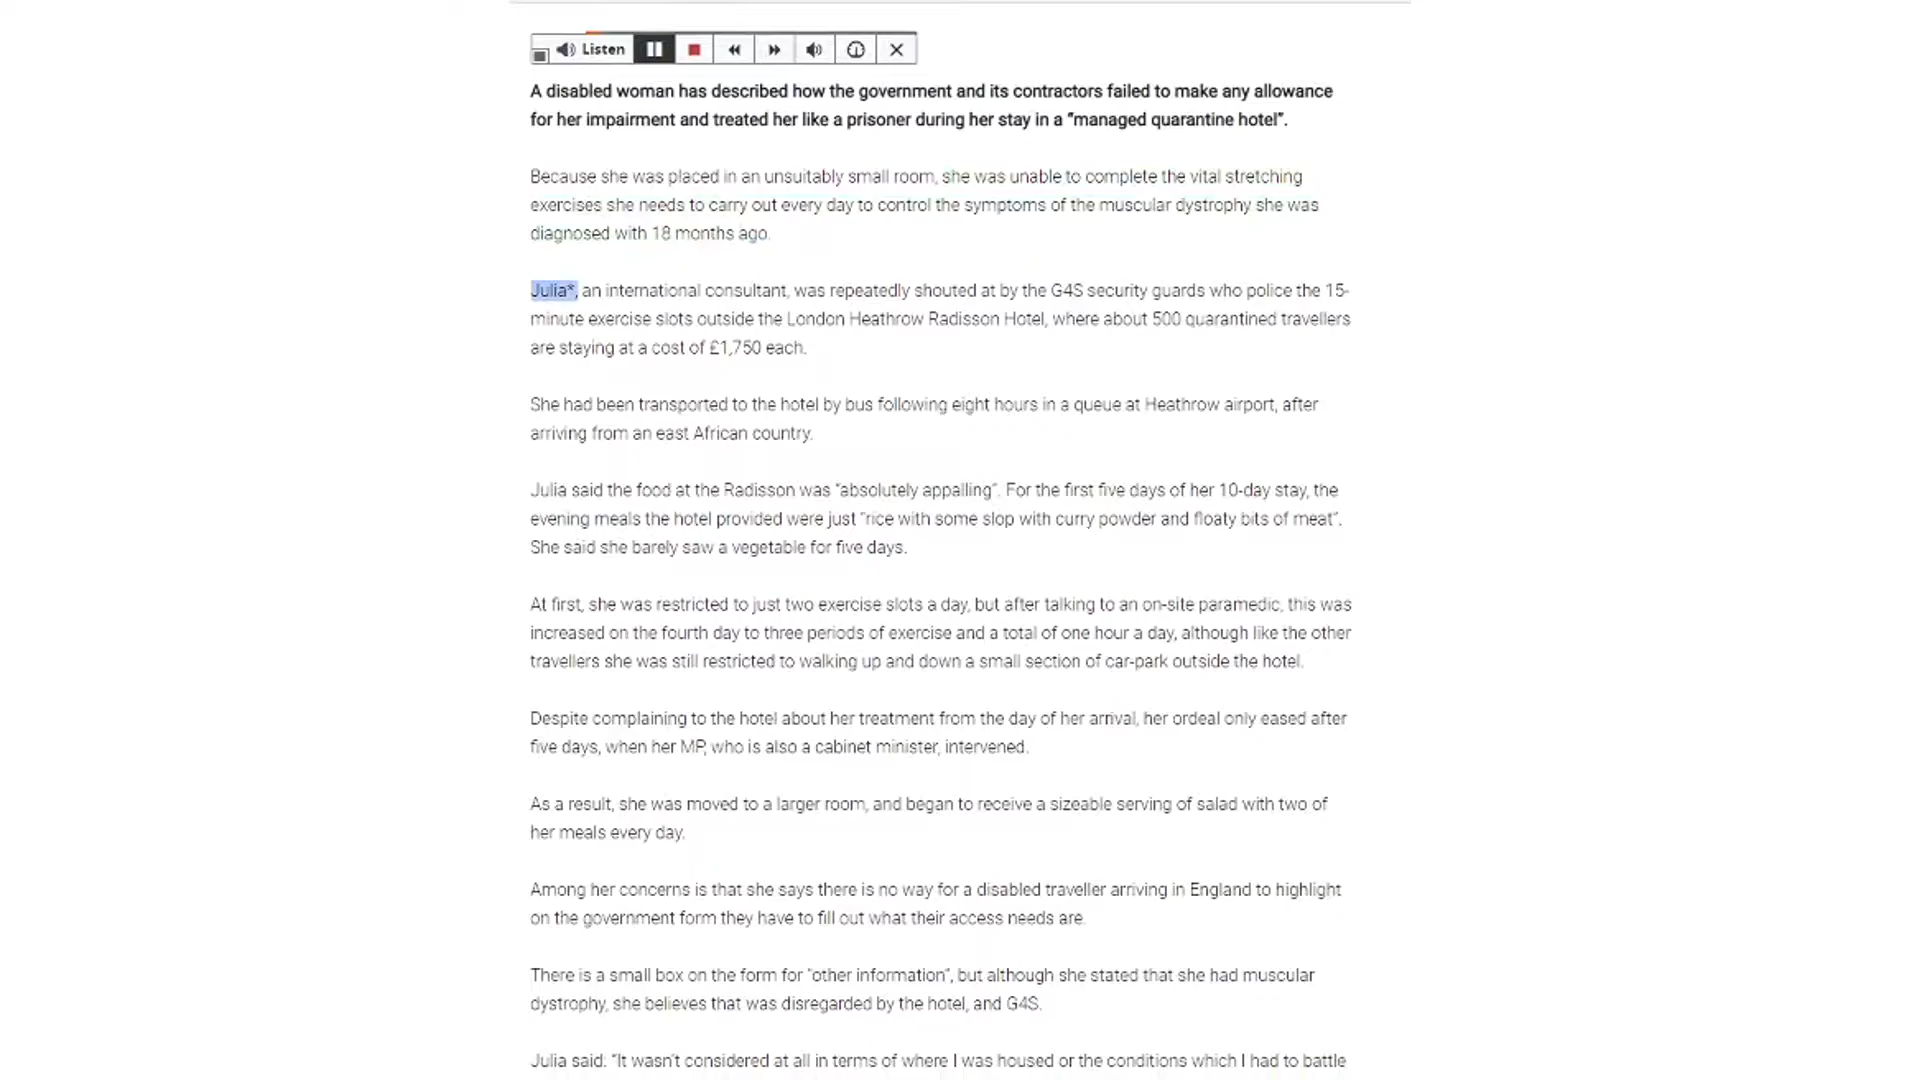 Listen
A disabled woman has described how the government and its contractors failed to make any allowance
for her impairment and treated her like a prisoner during her stay in a “managed quarantine hotel”.
Because she was placed in an unsuitably small room, she was unable to complete the vital stretching
exercises she needs to carry out every day to control the symptoms of the muscular dystrophy she was
diagnosed with 18 months ago.
Julia*, an international consultant, was repeatedly shouted at by the G4S security guards who police the 15-
minute exercise slots outside the London Heathrow Radisson Hotel, where about 500 quarantined travellers
are staying at a cost of £1,750 each.
She had been transported to the hotel by bus following eight hours in a queue at Heathrow airport, after
arriving from an east African country.
Julia said the food at the Radisson was “absolutely appalling”. For the first five days of her 10-day stay, the
evening meals the hotel provided were just “rice with some slop with curry powder and floaty bits of meat”.
She said she barely saw a vegetable for five days.
At first, she was restricted to just two exercise slots a day, but after talking to an on-site paramedic, this was
increased on the fourth day to three periods of exercise and a total of one hour a day, although like the other
travellers she was still restricted to walking up and down a small section of car-park outside the hotel.
Despite complaining to the hotel about her treatment from the day of her arrival, her ordeal only eased after
five days, when her MP, who is also a cabinet minister, intervened.
As a result, she was moved to a larger room, and began to receive a sizeable serving of salad with two of
her meals every day.
Among her concerns is that she says there is no way for a disabled traveller arriving in England to highlight
on the government form they have to fill out what their access needs are.
There is a small box on the form for “other information”, but although she stated that she had muscular
dystrophy, she believes that was disregarded by the hotel, and G4S.
Julia said: “It wasn’t considered at all in terms of where I was housed or the conditions which I had to battle